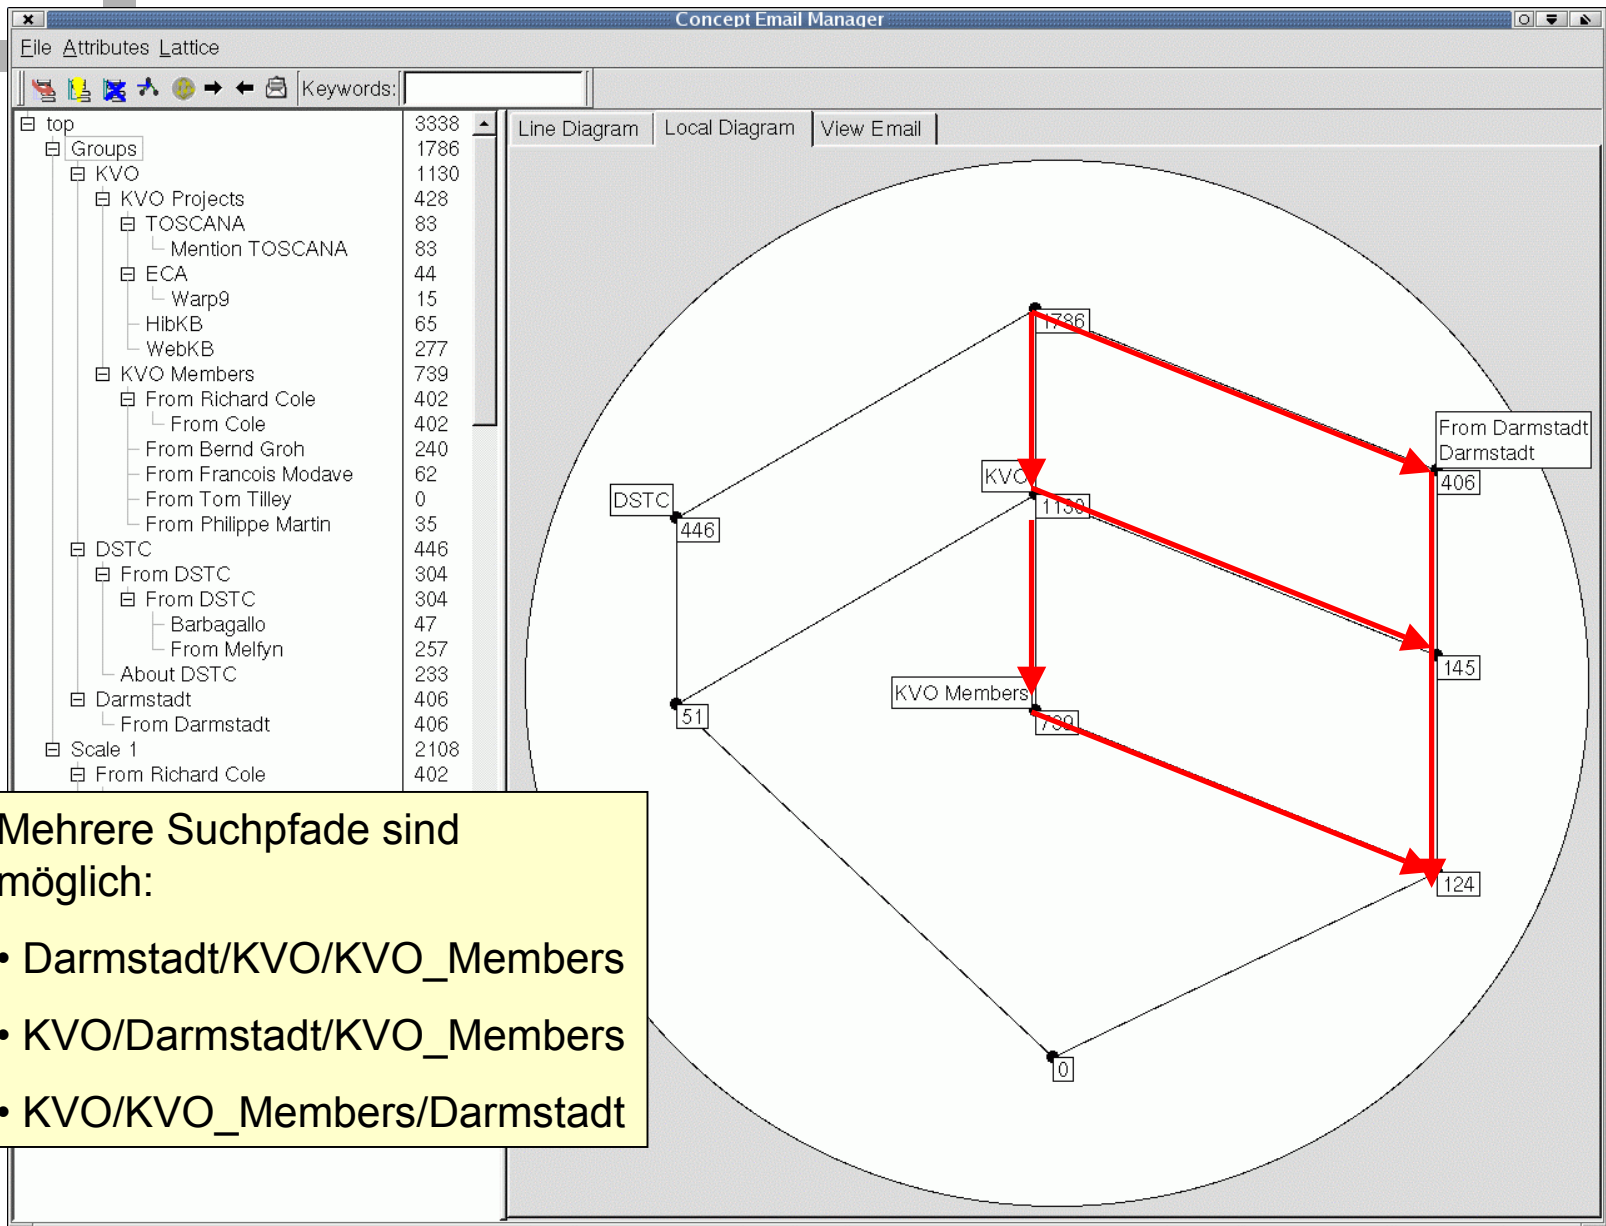 Concept Email Manager
File Attributes Lattice
Keywords:
top 3338
Groups 1786
KVO 1130
KVO Projects 428
TOSCANA 83
Mention TOSCANA 83
ECA 44
Warp9 15
HibKB 65
WebKB 277
KVO Members 739
From Richard Cole 402
From Cole 402
From Bernd Groh 240
From Francois Modave 62
From Tom Tilley 0
From Philippe Martin 35
DSTC 446
From DSTC 304
From DSTC 304
Barbagallo 47
From Melfyn 257
About DSTC 233
Darmstadt 406
From Darmstadt 406
Scale 1 2108
From Richard Cole 402
Line Diagram Local Diagram View Email
1786
From Darmstadt
Darmstadt
406
KVO
1130
DSTC
446
145
KVO Members
739
51
124
0
Mehrere Suchpfade sind
möglich:
• Darmstadt/KVO/KVO_Members
• KVO/Darmstadt/KVO_Members
• KVO/KVO_Members/Darmstadt